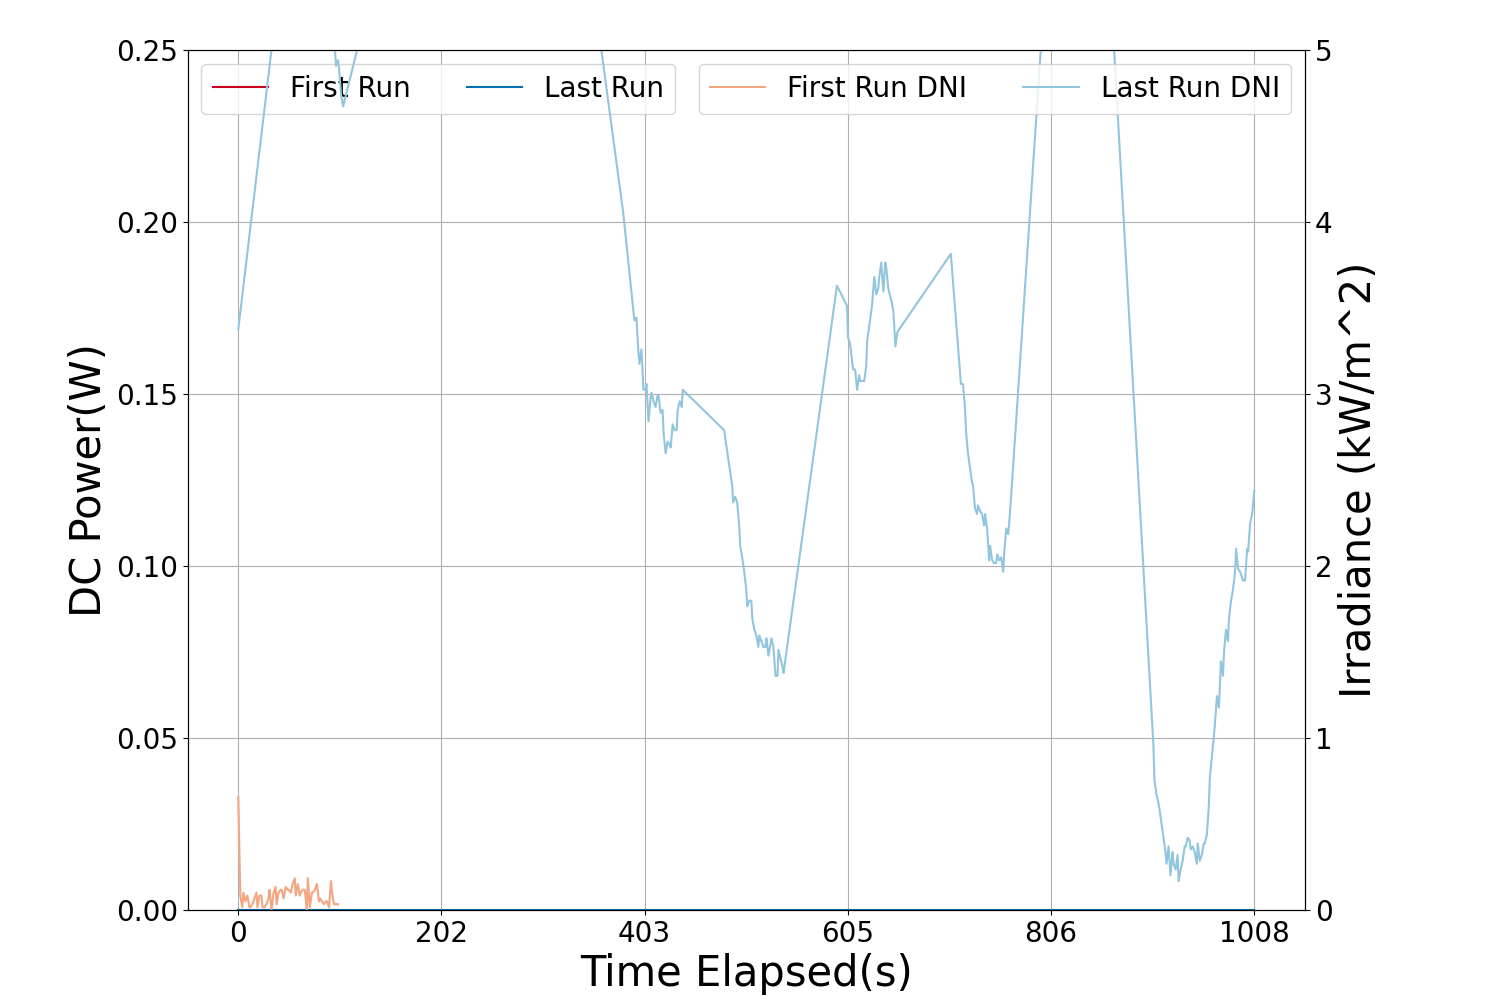 0.25
0.20
0.15
0.10
0.05
0.00
DC Power(W)
First Run
Last Run
First Run DNI
Last Run DNI
5
4
3
2
1
0
Irradiance (kW/m^2)
0
202
403
605
806
1008
Time Elapsed(s)